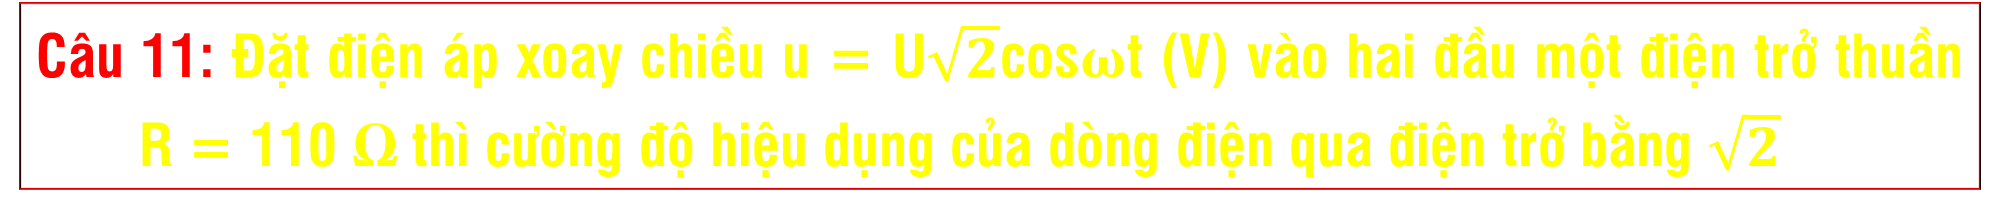 Câu 11: Đặt điện áp xoay chiều u = U√2cosωt (V) vào hai đầu một điện trở thuần
R = 110 Ω thì cường độ hiệu dụng của dòng điện qua điện trở bằng √2